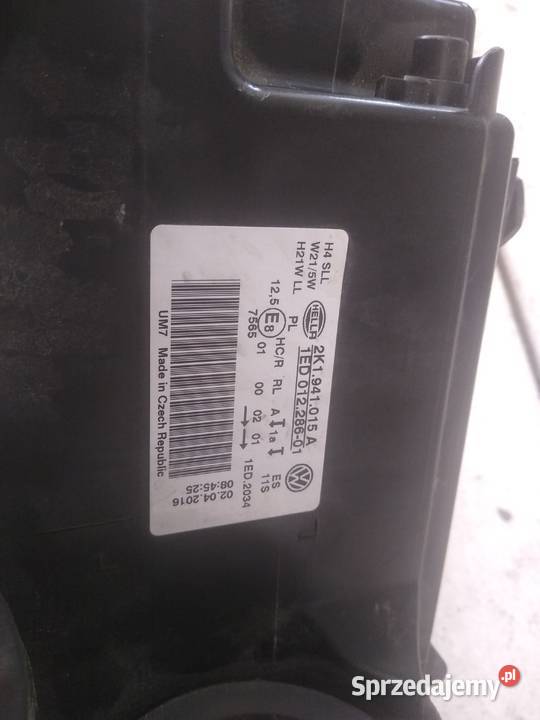 H4 SLL
W21/5W
H21W LL
HELLA
2K1.941.015 A
1ED 012.286-01
PL
12,5 E8 HC/R RL A 1a ES 11S
7565 01 00 02 01 1ED.2034
02.04.2016
08:45:25
UM7 Made in Czech Republic
Sprzedajemy.pl